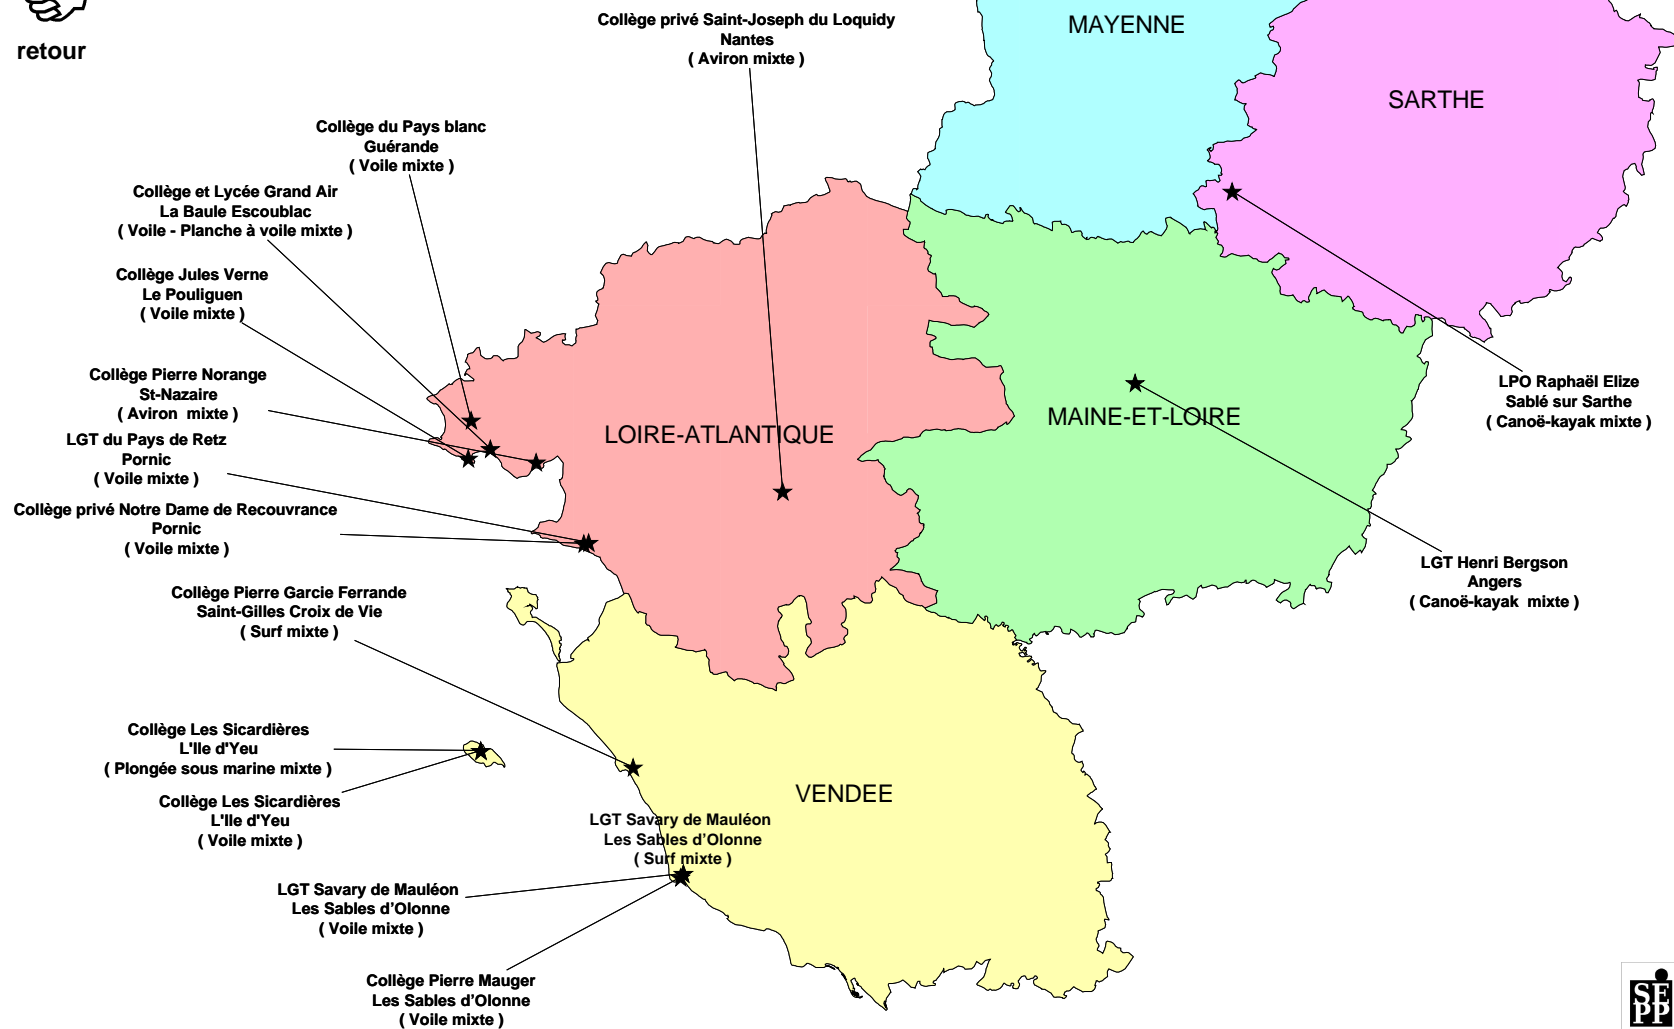 retour
Collège privé Saint-Joseph du Loquidy
Nantes
( Aviron mixte )
MAYENNE
SARTHE
Collège du Pays blanc
Guérande
( Voile mixte )
Collège et Lycée Grand Air
La Baule Escoublac
( Voile - Planche à voile mixte )
Collège Jules Verne
Le Pouliguen
( Voile mixte )
Collège Pierre Norange
St-Nazaire
( Aviron  mixte )
LGT du Pays de Retz
Pornic
( Voile mixte )
Collège privé Notre Dame de Recouvrance
Pornic
( Voile mixte )
LOIRE-ATLANTIQUE
MAINE-ET-LOIRE
LPO Raphaël Elize
Sablé sur Sarthe
( Canoë-kayak mixte )
LGT Henri Bergson
Angers
( Canoë-kayak  mixte )
Collège Pierre Garcie Ferrande
Saint-Gilles Croix de Vie
( Surf mixte )
Collège Les Sicardières
L'Ile d'Yeu
( Plongée sous marine mixte )
Collège Les Sicardières
L'Ile d'Yeu
( Voile mixte )
VENDEE
LGT Savary de Mauléon
Les Sables d’Olonne
( Surf mixte )
LGT Savary de Mauléon
Les Sables d’Olonne
( Voile mixte )
Collège Pierre Mauger
Les Sables d’Olonne
( Voile mixte )
SE
PP